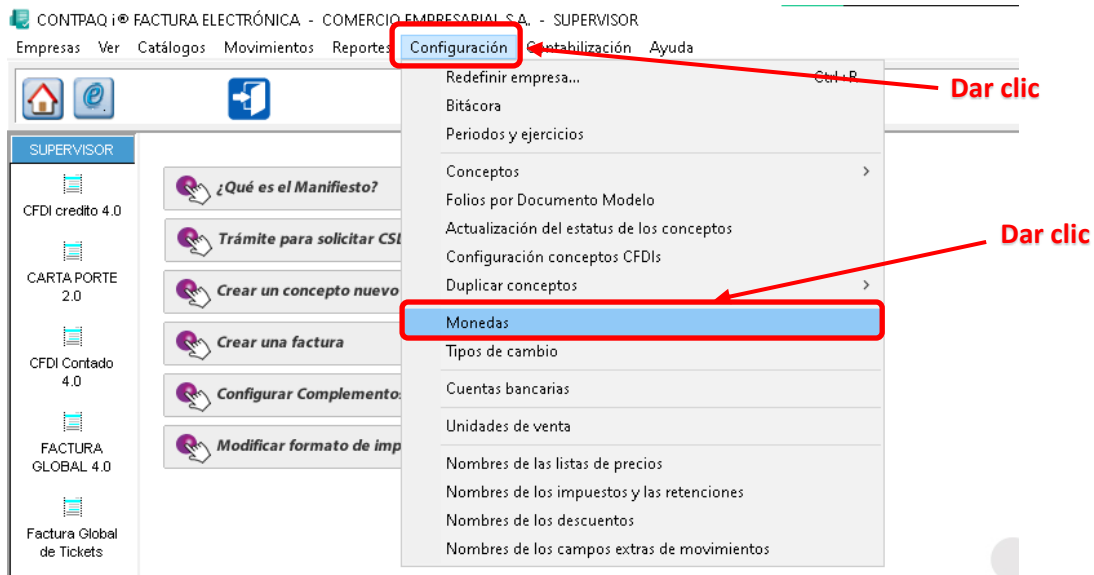 CONTPAQ i® FACTURA ELECTRÓNICA - COMERCIO EMPRESARIAL S.A. - SUPERVISOR
Empresas Ver Catálogos Movimientos Reportes Configuración Contabilización Ayuda
Redefinir empresa... Ctrl+R
Dar clic
Bitácora
Periodos y ejercicios
Conceptos
Folios por Documento Modelo
Actualización del estatus de los conceptos
Configuración conceptos CFDIs
Duplicar conceptos
Dar clic
Monedas
Tipos de cambio
Cuentas bancarias
Unidades de venta
Nombres de las listas de precios
Nombres de los impuestos y las retenciones
Nombres de los descuentos
Nombres de los campos extras de movimientos
SUPERVISOR
CFDI credito 4.0
CARTA PORTE
2.0
CFDI Contado
4.0
FACTURA
GLOBAL 4.0
Factura Global
de Tickets
¿Qué es el Manifiesto?
Trámite para solicitar
Crear un concepto nuevo
Crear una factura
Configurar
Modificar formato de